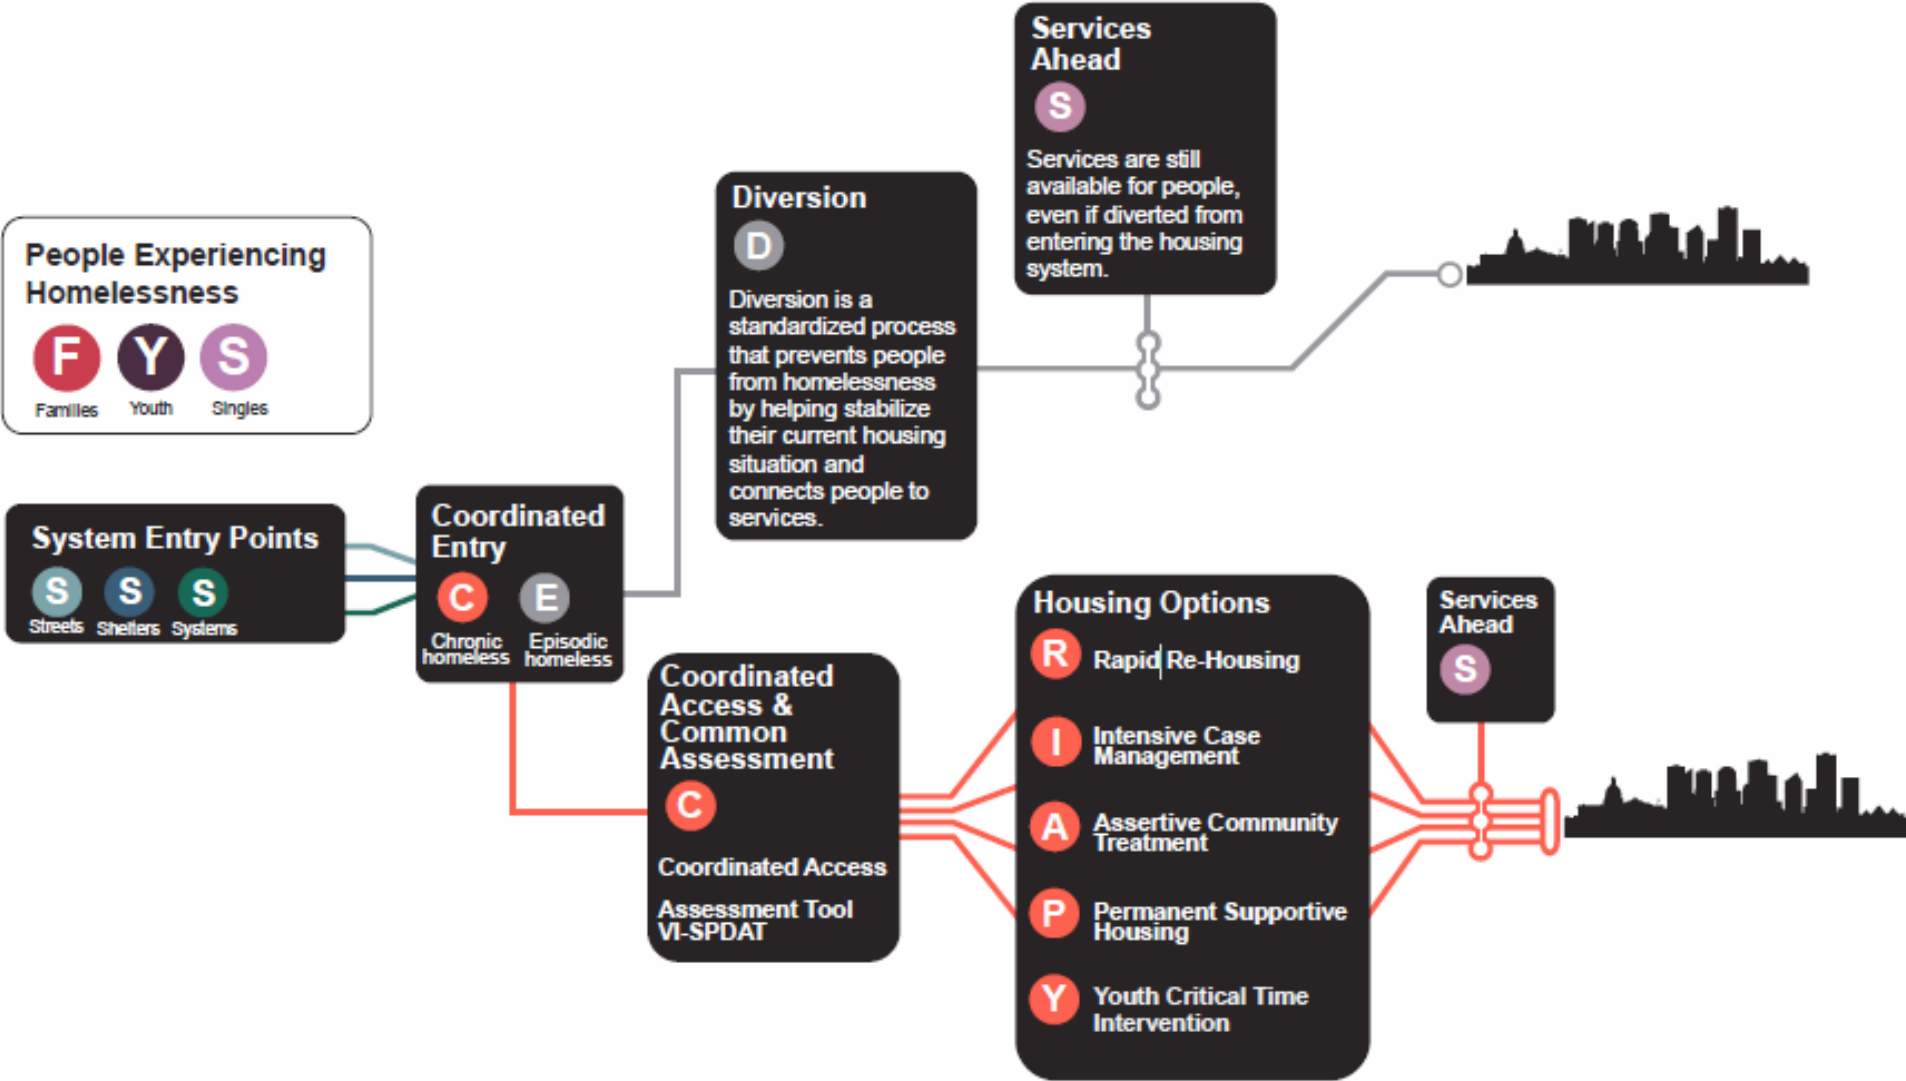 People Experiencing
Homelessness
F Y S
Families Youth Singles
System Entry Points
S S S
Streets Shelters Systems
Coordinated
Entry
C E
Chronic Episodic
homeless homeless
Diversion
D
Diversion is a
standardized process
that prevents people
from homelessness
by helping stabilize
their current housing
situation and
connects people to
services.
Services
Ahead
S
Services are still
available for people,
even if diverted from
entering the housing
system.
Coordinated
Access &
Common
Assessment
C
Coordinated Access
Assessment Tool
VI-SPDAT
Housing Options
R Rapid Re-Housing
I Intensive Case
Management
A Assertive Community
Treatment
P Permanent Supportive
Housing
Y Youth Critical Time
Intervention
Services
Ahead
S